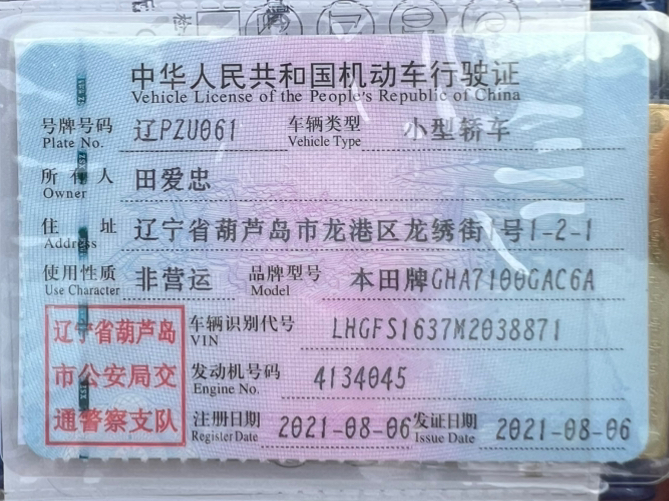 中华人民共和国机动车行驶证
Vehicle License of the People's Republic of China
号牌号码 辽PZU061 车辆类型 小型轿车
Plate No. Vehicle Type
所有人 田爱忠
Owner
住 址 辽宁省葫芦岛市龙港区龙绣街1号1-2-1
Address
使用性质 非营运 品牌型号 本田牌GHA7100GAC6A
Use Character Model
辽宁省葫芦岛
市公安局交
通警察支队
车辆识别代号 LHGFS1637M2038871
VIN
发动机号码 4134045
Engine No.
注册日期 2021-08-06 发证日期 2021-08-06
Register Date Issue Date